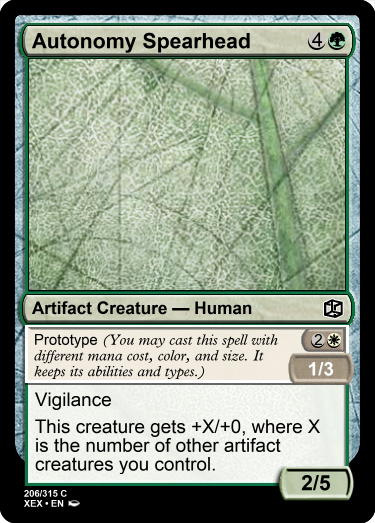 Autonomy Spearhead 4
Artifact Creature — Human
Prototype (You may cast this spell with 2
different mana cost, color, and size. It
keeps its abilities and types.) 1/3
Vigilance
This creature gets +X/+0, where X
is the number of other artifact
creatures you control.
2/5
206/315 C
XEX • EN